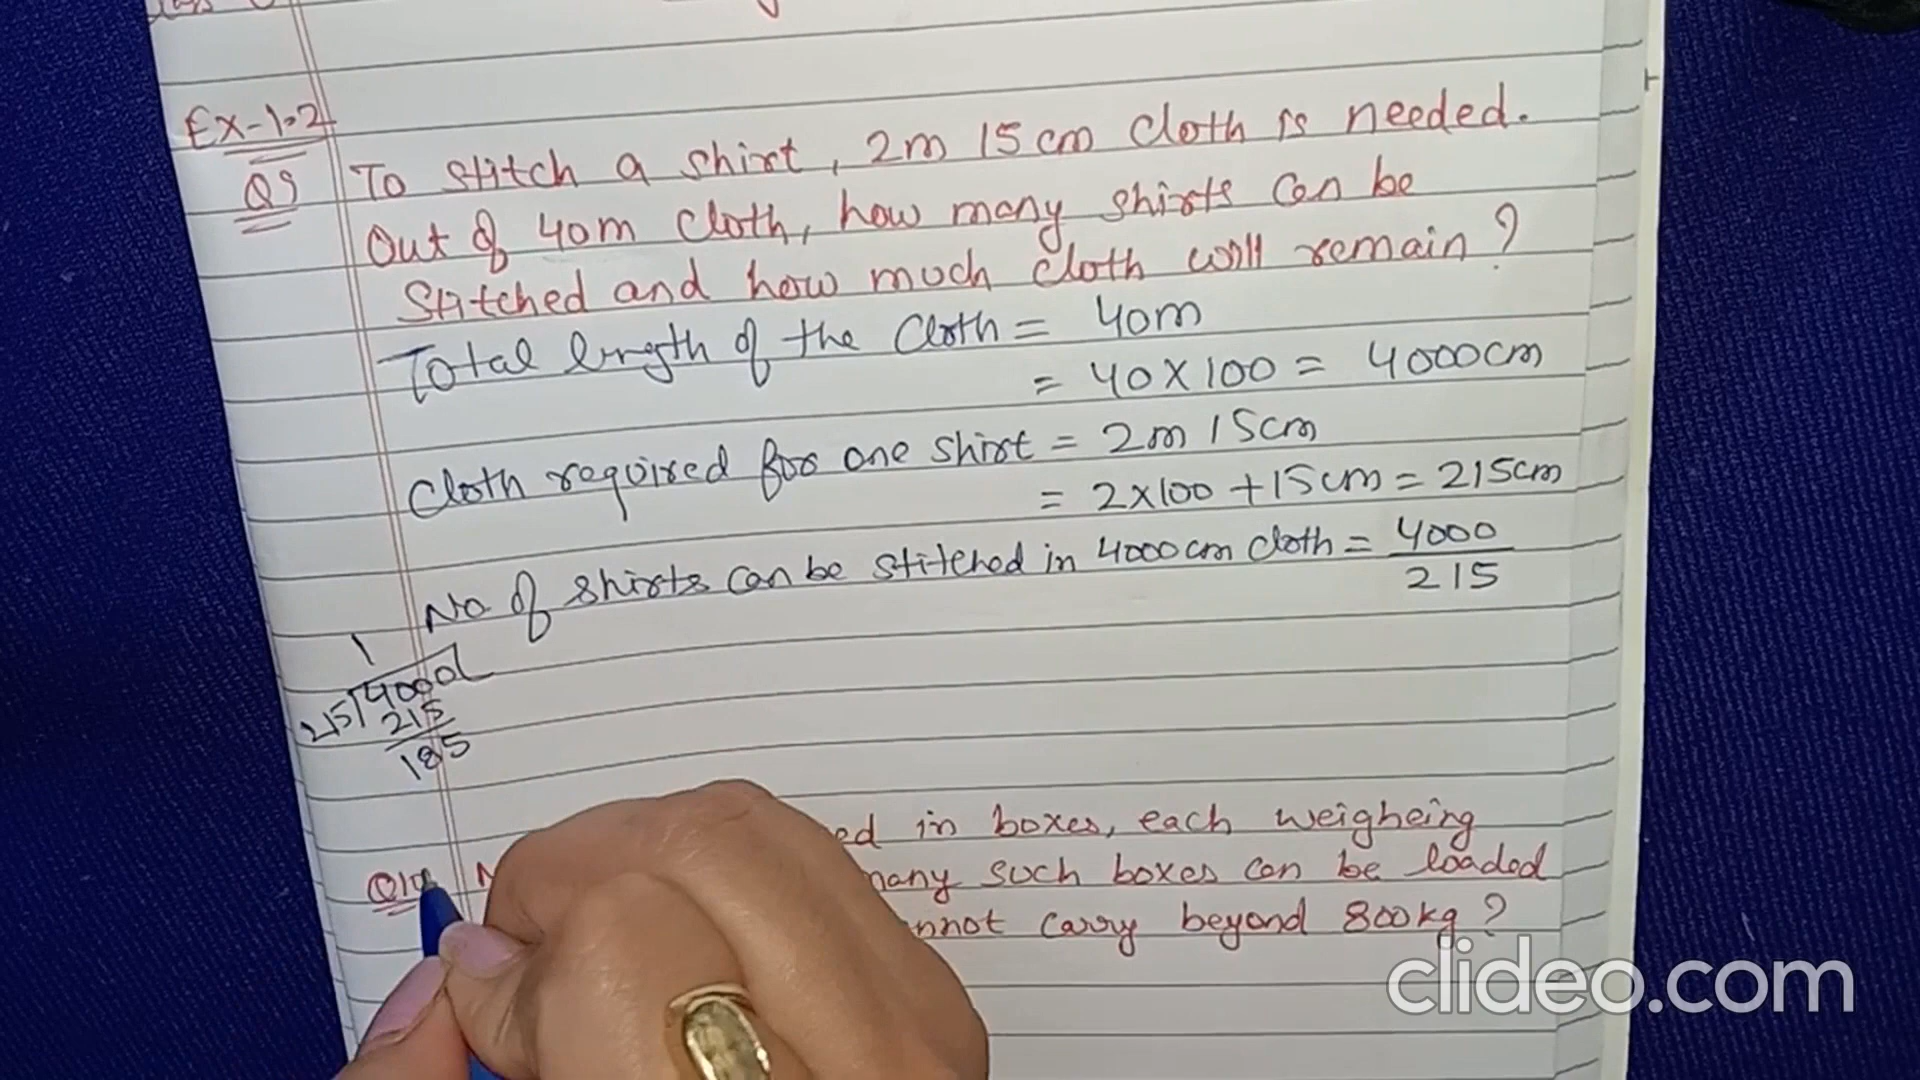 Ex-1.2
Q9 To stitch a shirt, 2m 15cm cloth is needed.
Out of 40m cloth, how many shirts can be
stitched and how much cloth will remain?
Total length of the cloth = 40m
= 40 x 100 = 4000cm
Cloth required for one shirt = 2m 15cm
= 2x100 + 15cm = 215cm
No of shirts can be stitched in 4000cm cloth = 4000
215
1
215 4000
215
185
ed in boxes, each weigheing
Q10 many such boxes can be loaded
nnot carry beyond 800kg?
clideo.com